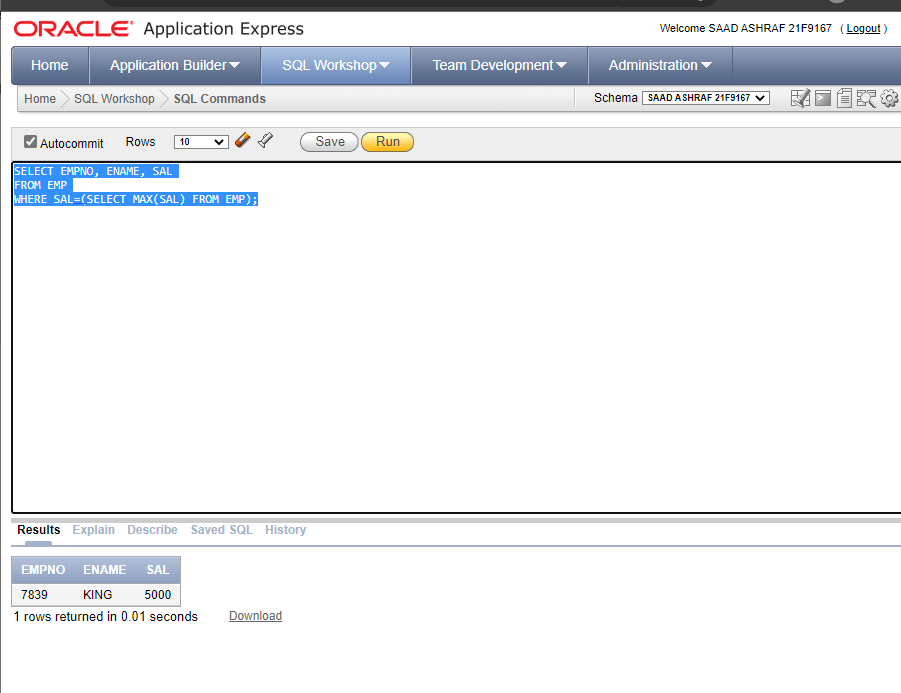 ORACLE® Application Express
Welcome SAAD ASHRAF 21F9167 ( Logout )
Home Application Builder SQL Workshop Team Development Administration
Home SQL Workshop SQL Commands Schema SAAD ASHRAF 21F9167
Autocommit Rows 10 Save Run
SELECT EMPNO, ENAME, SAL
FROM EMP
WHERE SAL=(SELECT MAX(SAL) FROM EMP);
Results Explain Describe Saved SQL History
EMPNO ENAME SAL
7839 KING 5000
1 rows returned in 0.01 seconds Download